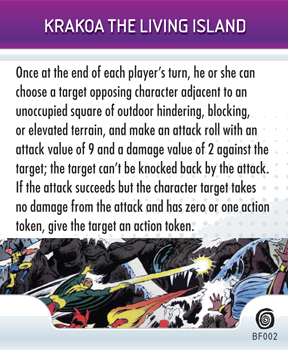 KRAKOA THE LIVING ISLAND
Once at the end of each player's turn, he or she can
choose a target opposing character adjacent to an
unoccupied square of outdoor hindering, blocking,
or elevated terrain, and make an attack roll with an
attack value of 9 and a damage value of 2 against the
target; the target can't be knocked back by the attack.
If the attack succeeds but the character target takes
no damage from the attack and has zero or one action
token, give the target an action token.
BF002